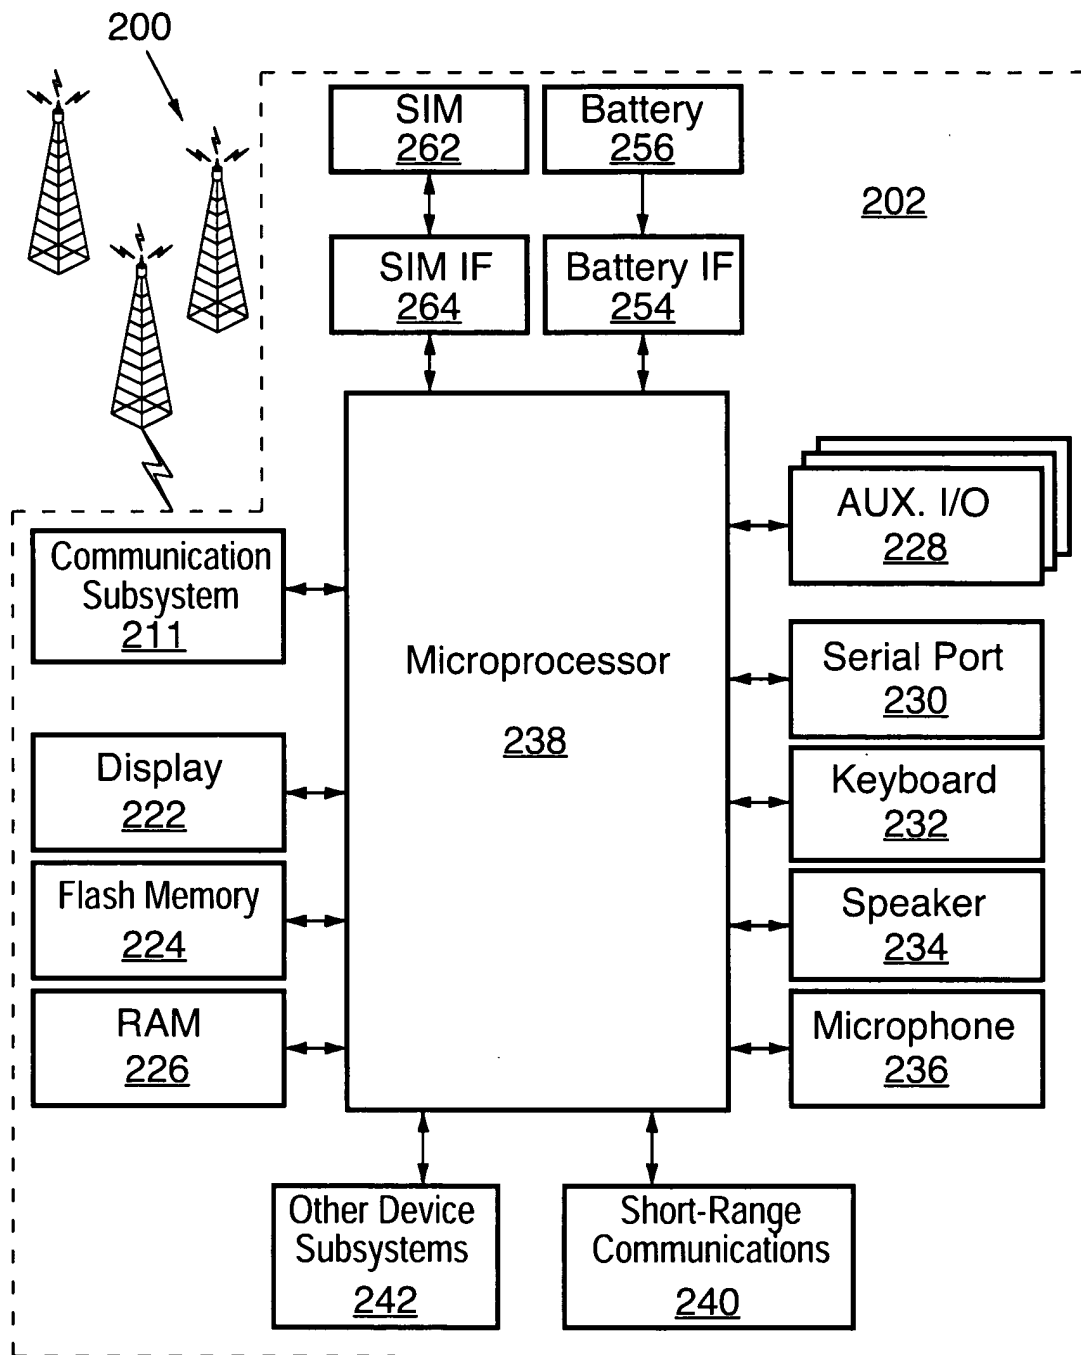 200
SIM
262
Battery
256
202
SIM IF
264
Battery IF
254
AUX. I/O
228
Communication
Subsystem
211
Microprocessor
238
Serial Port
230
Display
222
Keyboard
232
Flash Memory
224
Speaker
234
RAM
226
Microphone
236
Other Device
Subsystems
242
Short-Range
Communications
240